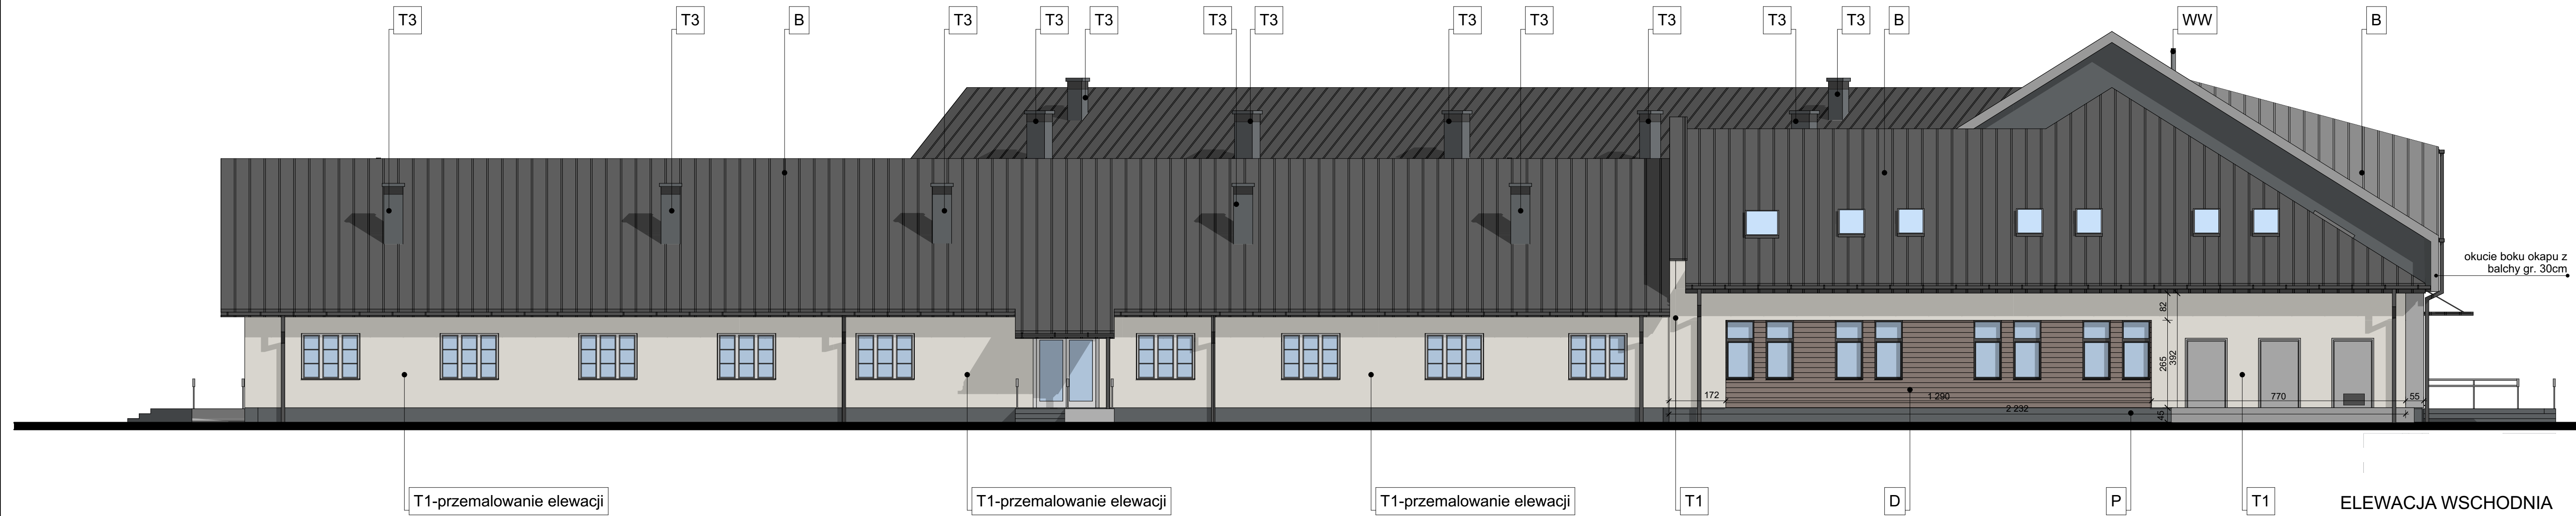 T3
T3
B
T3
T3
T3
T3
T3
T3
T3
T3
T3
T3
B
WW
B
okucie boku okapu z
balchy gr. 30cm
82
265
392
172
1 290
770
55
2 232
45
T1-przemalowanie elewacji
T1-przemalowanie elewacji
T1-przemalowanie elewacji
T1
D
P
T1
ELEWACJA WSCHODNIA